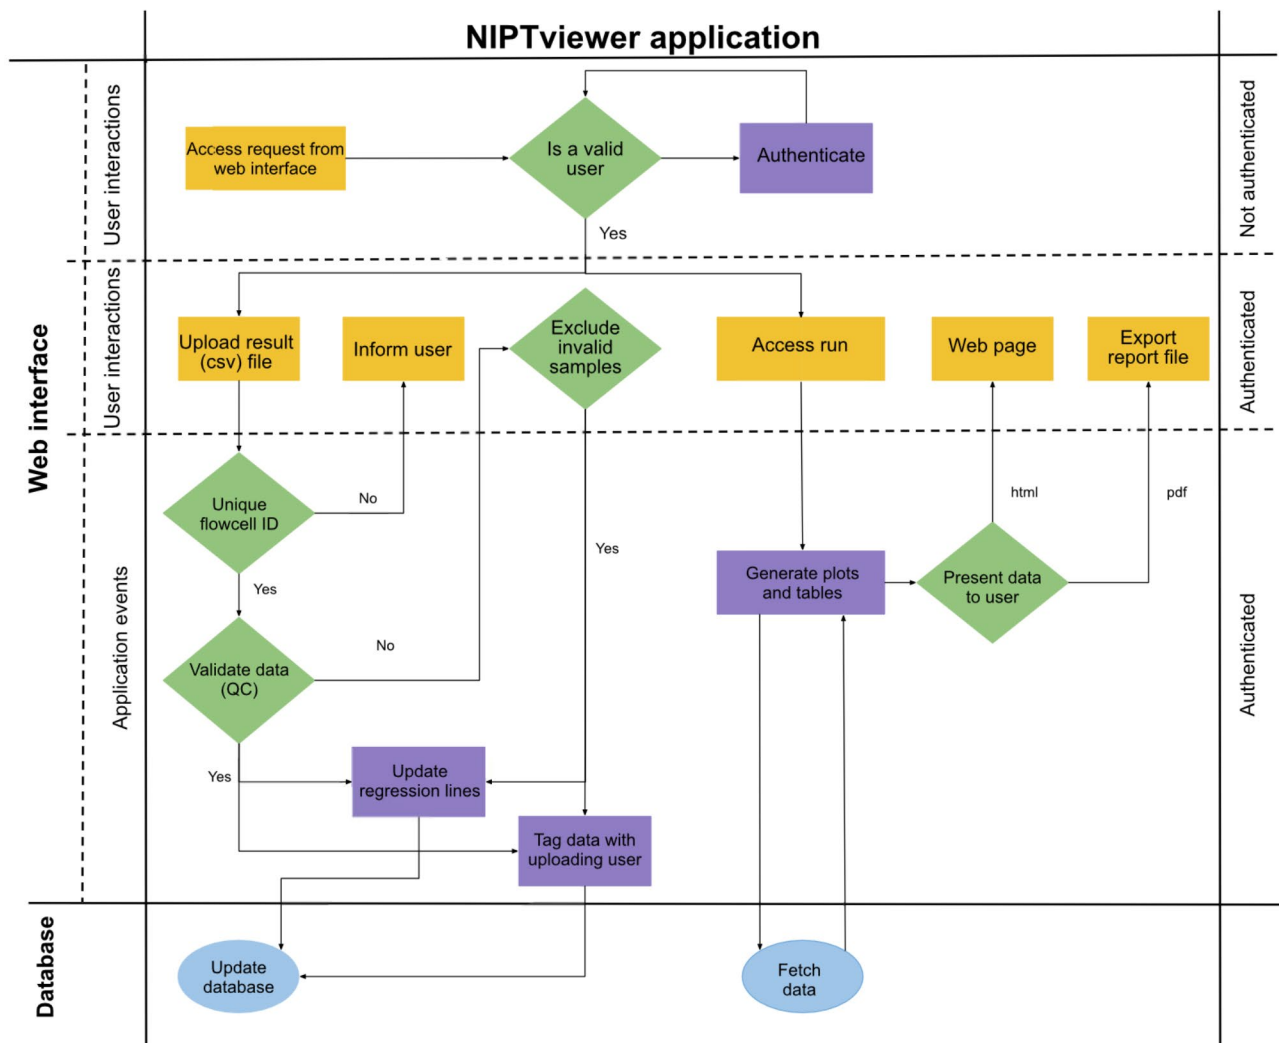 NIPTviewer application
User interactions
Access request from
web interface
Is a valid
user
Authenticate
Not authenticated
Yes
Web interface
User interactions
Upload result
(csv) file
Inform user
Exclude
invalid
samples
Access run
Web page
Export
report file
Authenticated
Application events
Unique
flowcell ID
No
Yes
html
pdf
Yes
Generate plots
and tables
Present data
to user
Validate data
(QC)
No
Authenticated
Yes
Update
regression lines
Tag data with
uploading user
Database
Update
database
Fetch
data